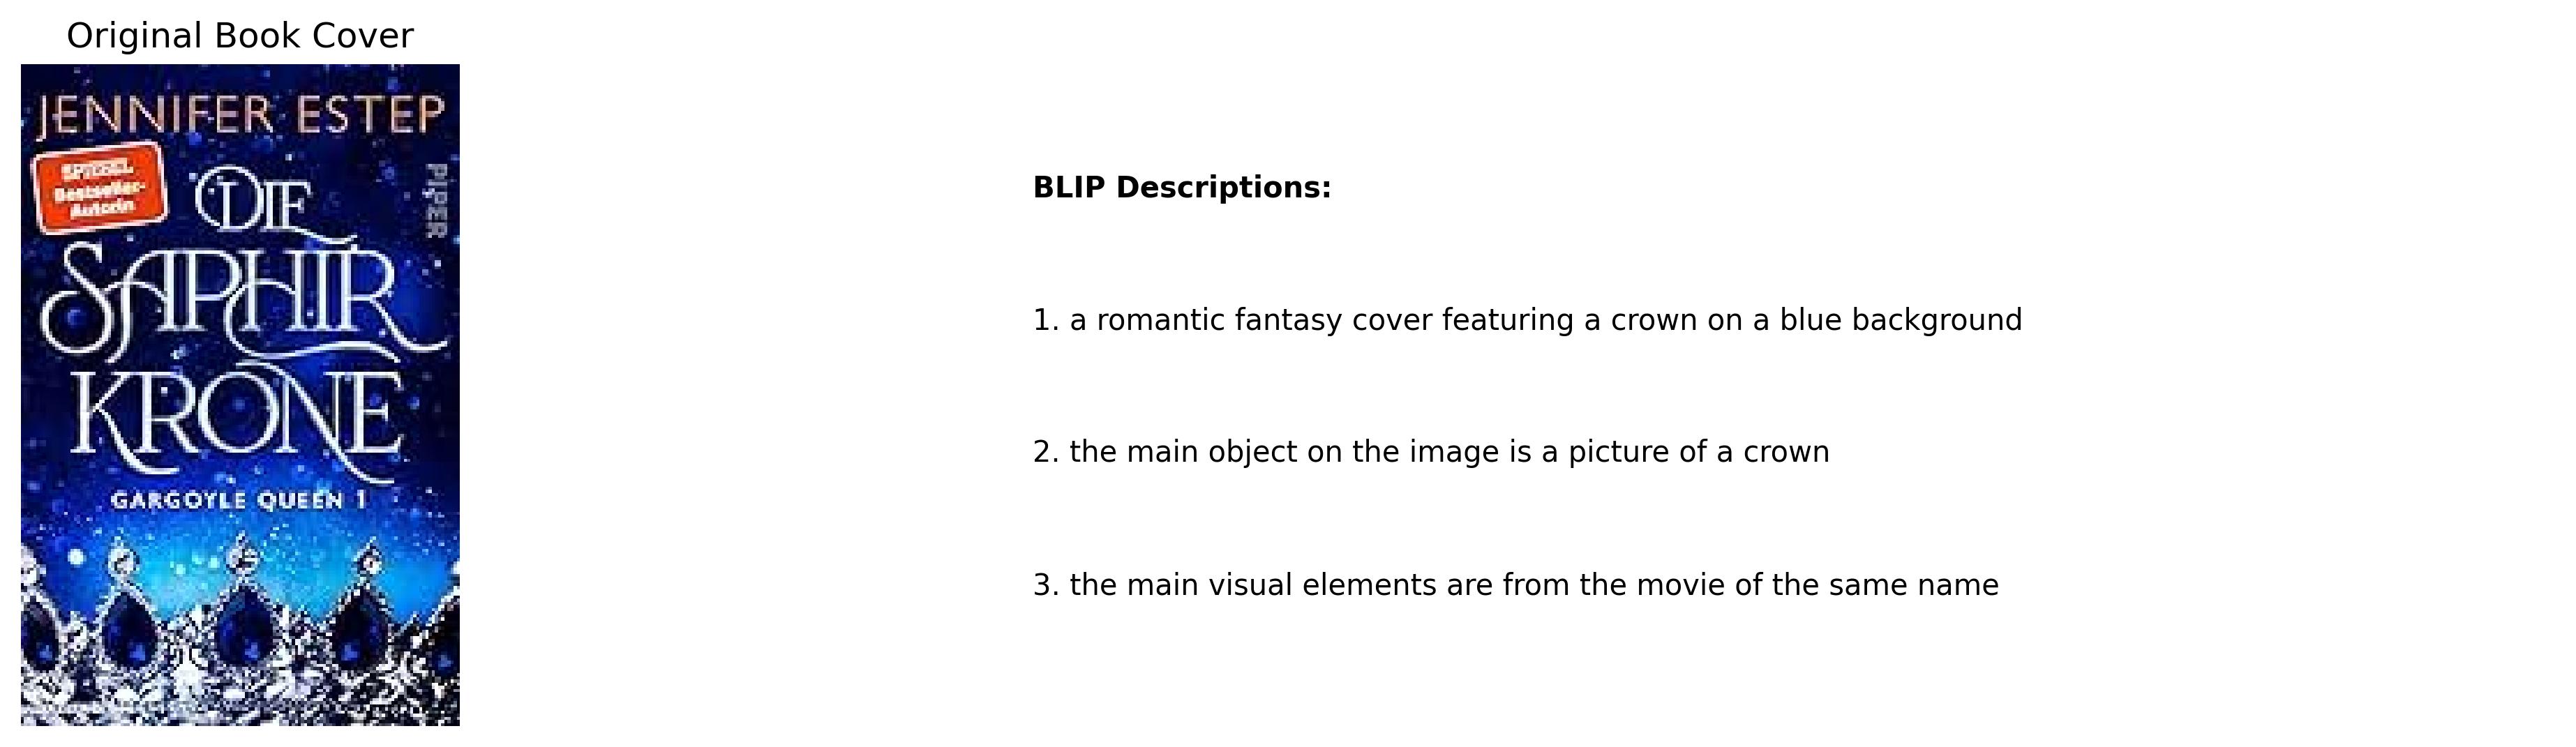 Original Book Cover
JENNIFER ESTEP
SPIEGEL
Bestseller-
Autorin
PIPER
DIE
SAPHIR
KRONE
GARGOYLE QUEEN 1
BLIP Descriptions:
1. a romantic fantasy cover featuring a crown on a blue background
2. the main object on the image is a picture of a crown
3. the main visual elements are from the movie of the same name